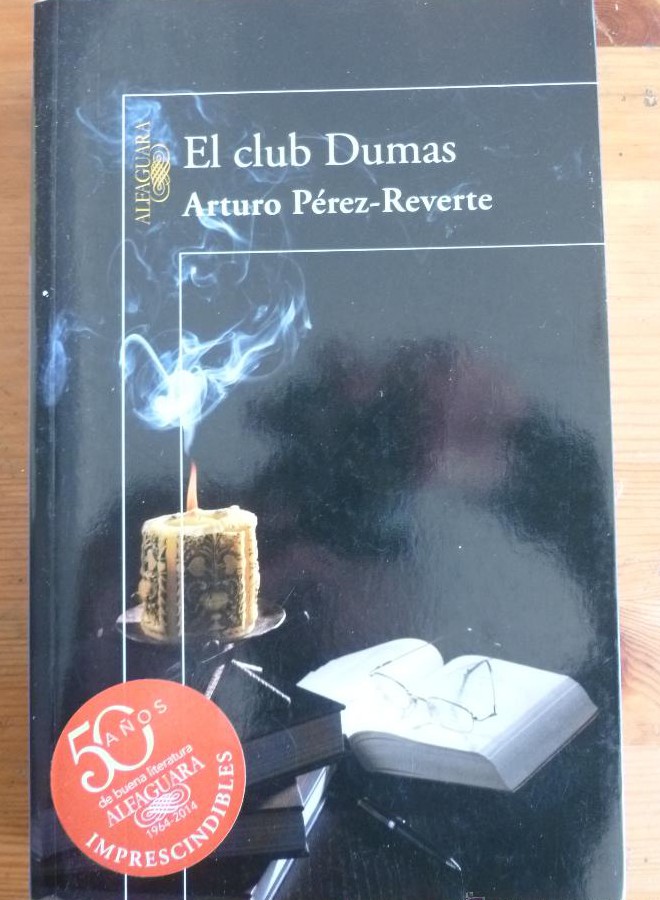 ALFAGUARA
El club Dumas
Arturo Pérez-Reverte
50
AÑOS
de buena literatura
ALFAGUARA
1964-2014
IMPRESCINDIBLES